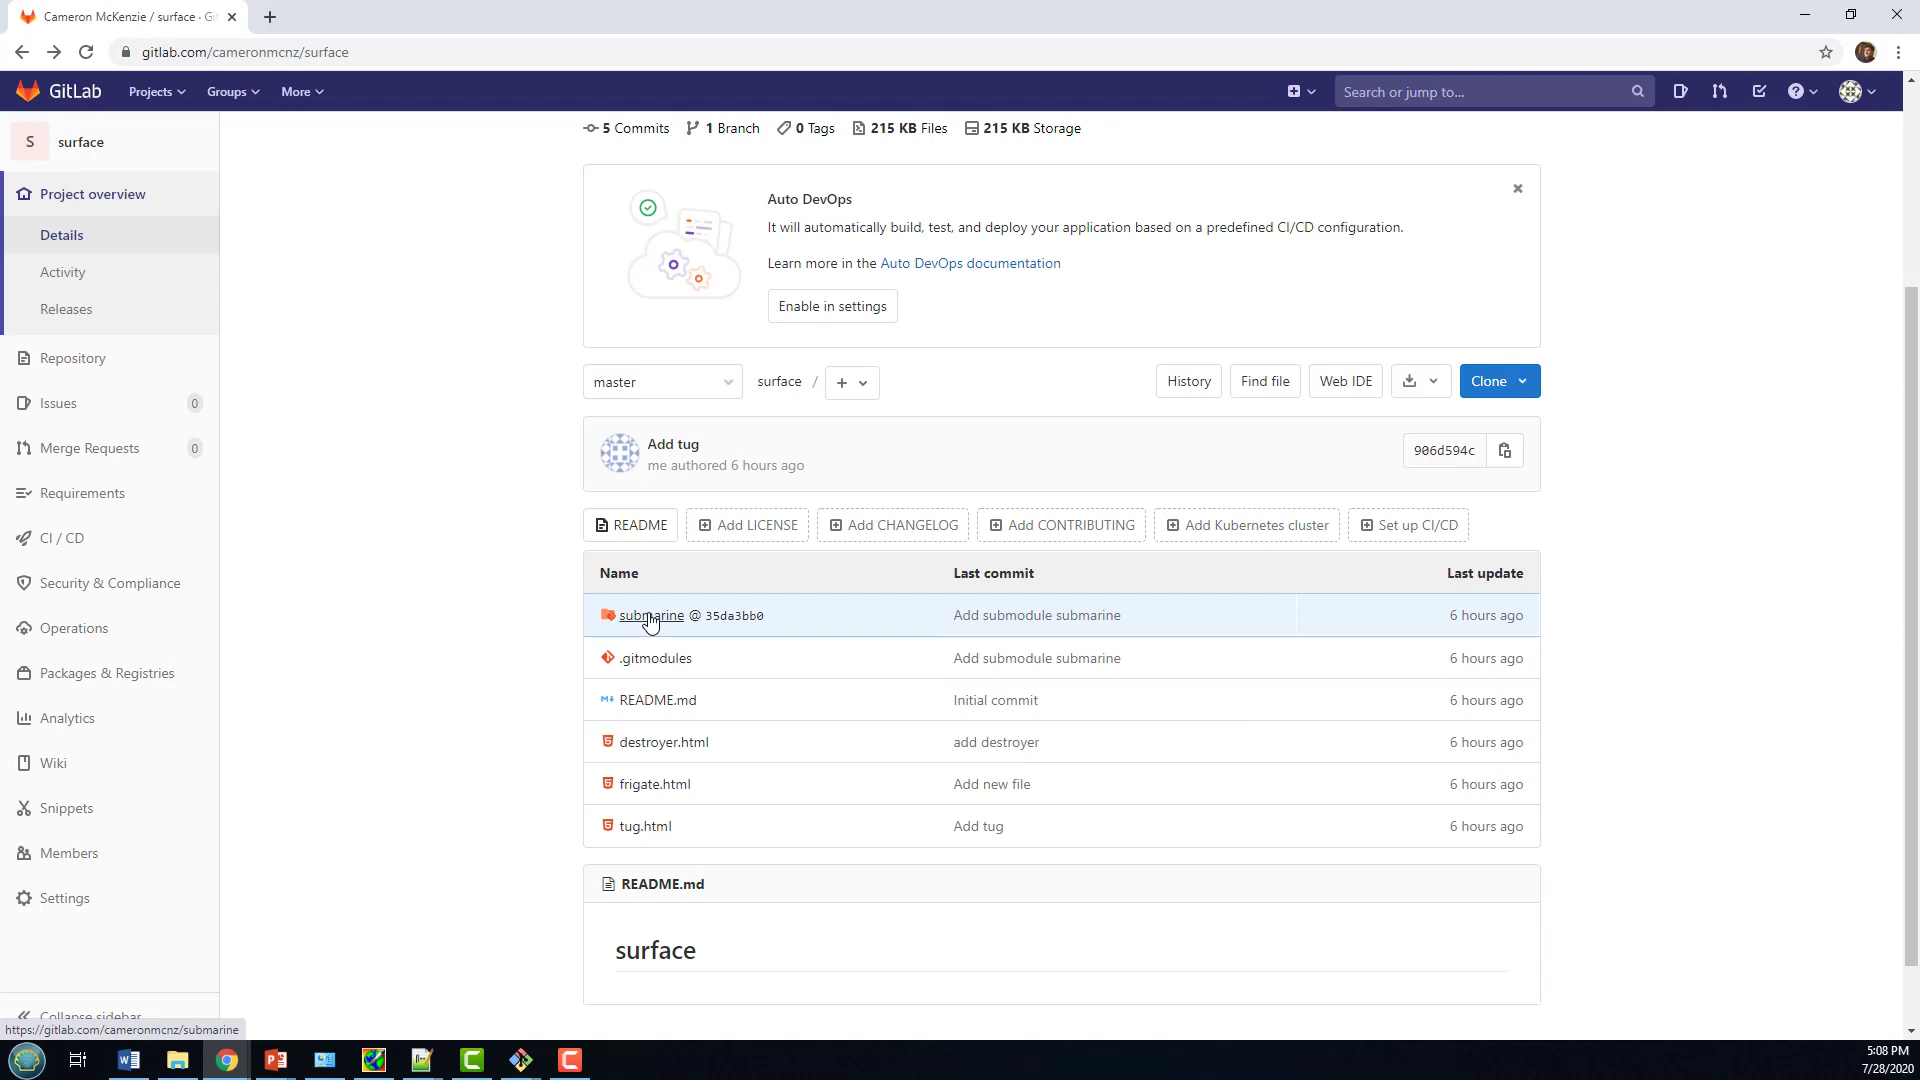 Cameron McKenzie / surface · Git
gitlab.com/cameronmcnz/surface
GitLab Projects Groups More Search or jump to...
S surface
Project overview
Details
Activity
Releases
Repository
Issues 0
Merge Requests 0
Requirements
CI / CD
Security & Compliance
Operations
Packages & Registries
Analytics
Wiki
Snippets
Members
Settings
Collapse sidebar
https://gitlab.com/cameronmcnz/submarine
5 Commits 1 Branch 0 Tags 215 KB Files 215 KB Storage
Auto DevOps
It will automatically build, test, and deploy your application based on a predefined CI/CD configuration.
Learn more in the Auto DevOps documentation
Enable in settings
master surface / + History Find file Web IDE Clone
Add tug
me authored 6 hours ago
906d594c
README Add LICENSE Add CHANGELOG Add CONTRIBUTING Add Kubernetes cluster Set up CI/CD
Name Last commit Last update
submarine @ 35da3bb0 Add submodule submarine 6 hours ago
.gitmodules Add submodule submarine 6 hours ago
README.md Initial commit 6 hours ago
destroyer.html add destroyer 6 hours ago
frigate.html Add new file 6 hours ago
tug.html Add tug 6 hours ago
README.md
surface
5:08 PM
7/28/2020